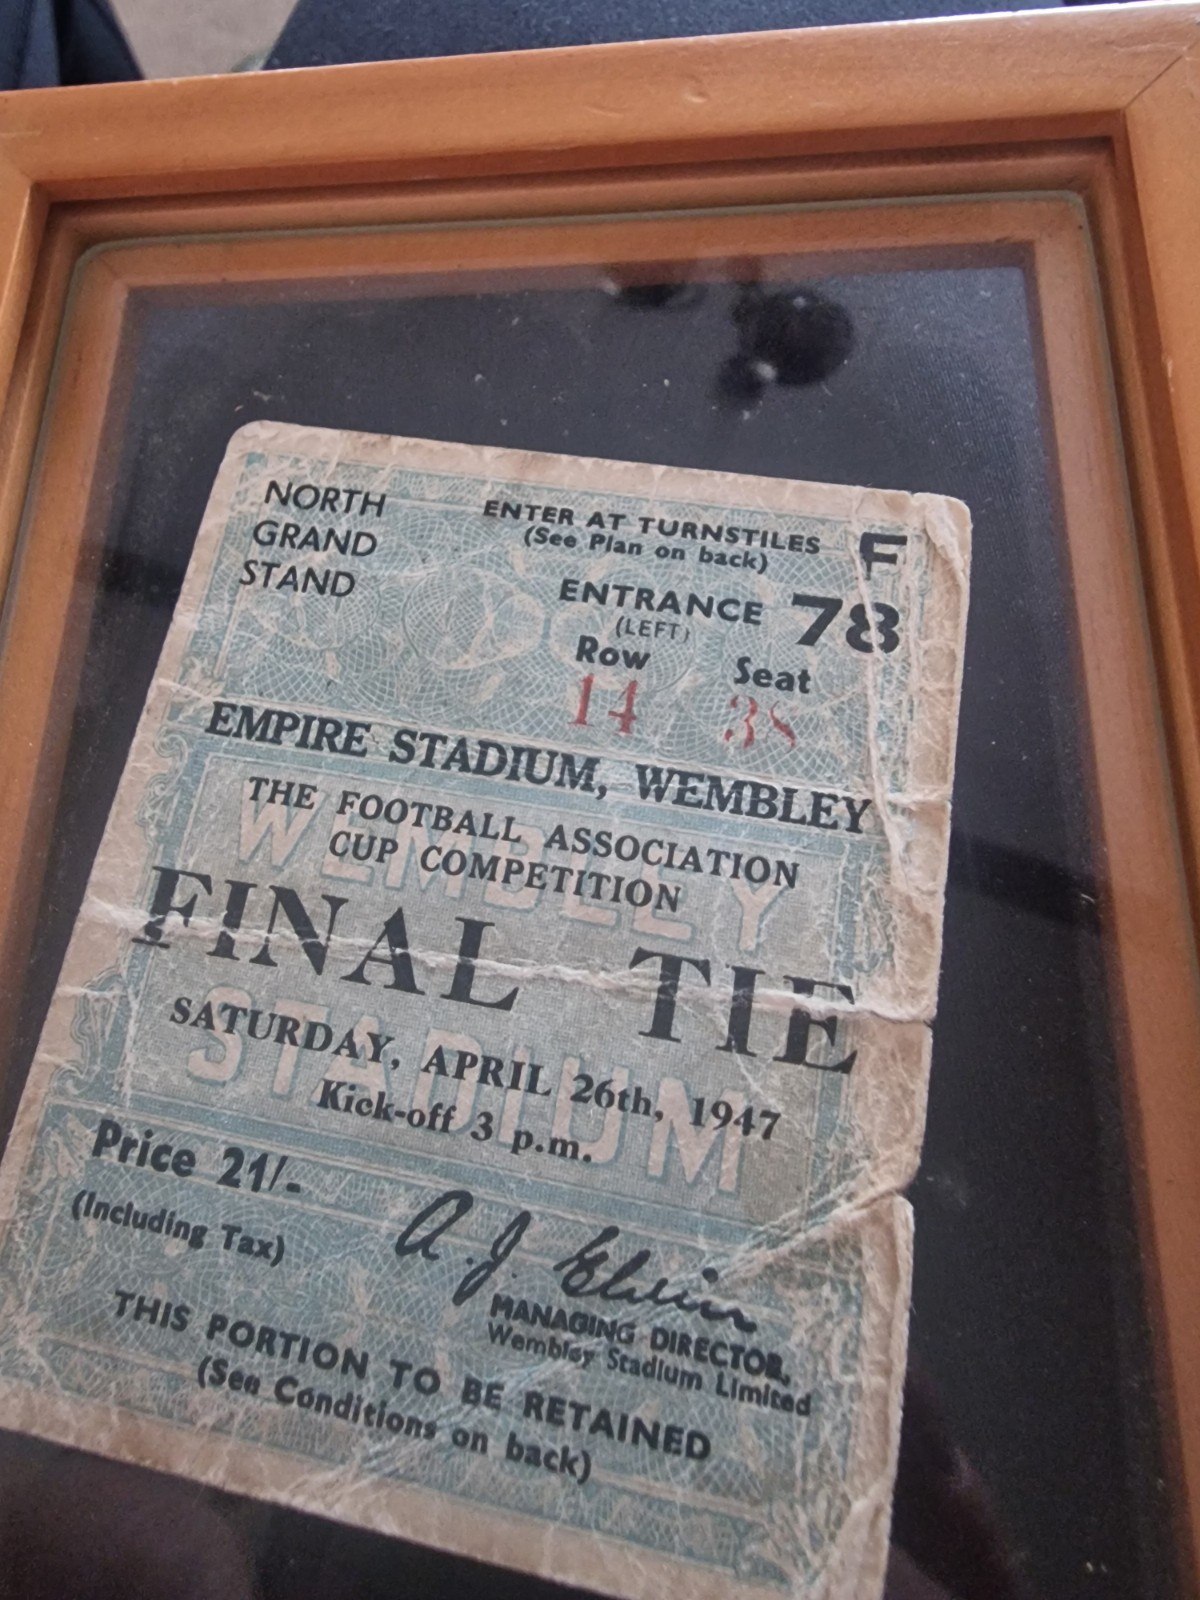 NORTH
GRAND
STAND
ENTER AT TURNSTILES F
(See Plan on back)
ENTRANCE 78
(LEFT)
Row Seat
14 38
EMPIRE STADIUM, WEMBLEY
THE FOOTBALL ASSOCIATION
CUP COMPETITION
FINAL TIE
SATURDAY, APRIL 26th, 1947
Kick-off 3 p.m.
WEMBLEY
STADIUM
Price 21/-
(Including Tax)
A. J. Elvin
MANAGING DIRECTOR,
Wembley Stadium Limited
THIS PORTION TO BE RETAINED
(See Conditions on back)